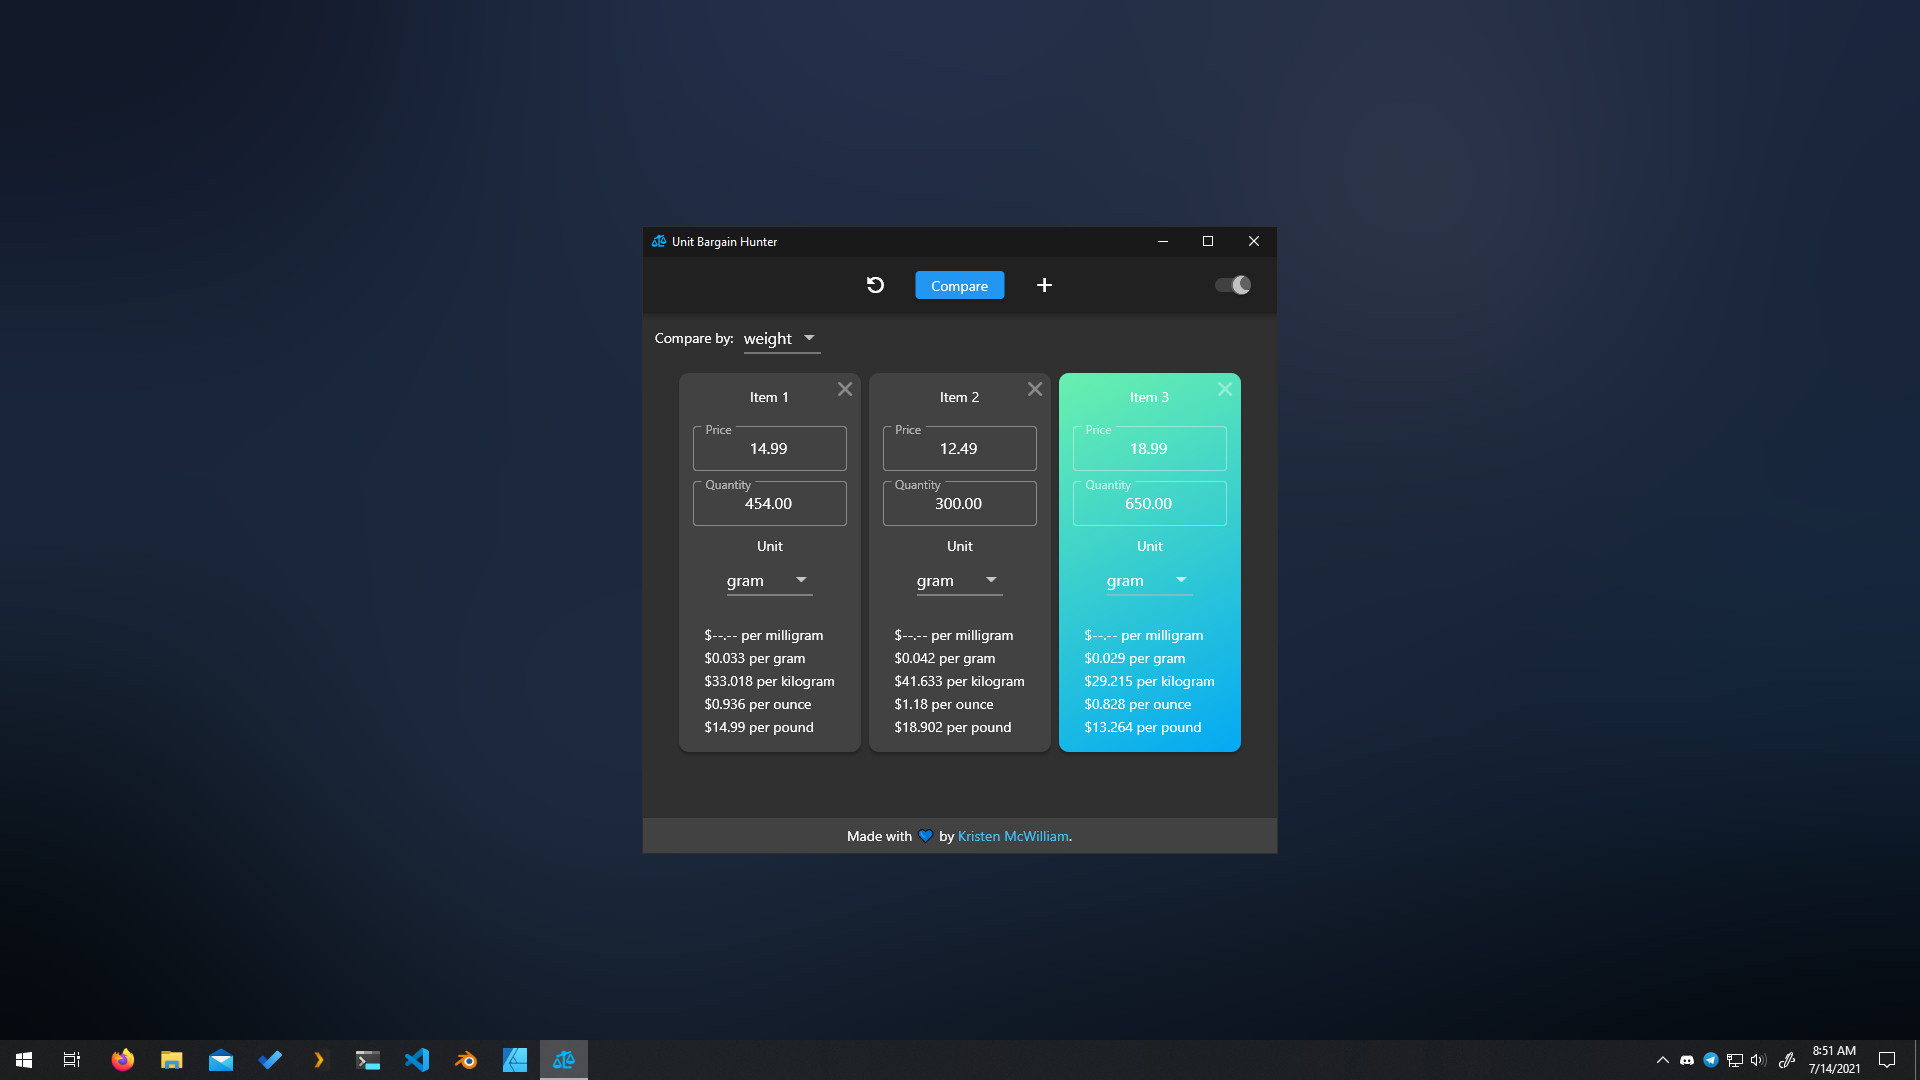 Unit Bargain Hunter
Compare
Compare by: weight
Item 1
Price
14.99
Quantity
454.00
Unit
gram
$--.-- per milligram
$0.033 per gram
$33.018 per kilogram
$0.936 per ounce
$14.99 per pound
Item 2
Price
12.49
Quantity
300.00
Unit
gram
$--.-- per milligram
$0.042 per gram
$41.633 per kilogram
$1.18 per ounce
$18.902 per pound
Item 3
Price
18.99
Quantity
650.00
Unit
gram
$--.-- per milligram
$0.029 per gram
$29.215 per kilogram
$0.828 per ounce
$13.264 per pound
Made with 💙 by Kristen McWilliam.
8:51 AM
7/14/2021